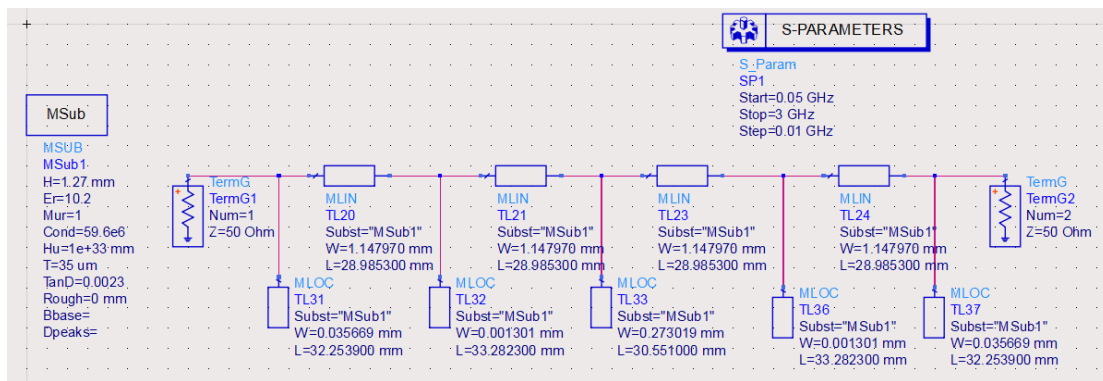 S-PARAMETERS
S_Param
SP1
Start=0.05 GHz
Stop=3 GHz
Step=0.01 GHz
MSub
MSUB
MSub1
H=1.27 mm
Er=10.2
Mur=1
Cond=59.6e6
Hu=1e+33 mm
T=35 um
TanD=0.0023
Rough=0 mm
Bbase=
Dpeaks=
TermG
TermG1
Num=1
Z=50 Ohm
MLIN
TL20
Subst="MSub1"
W=1.147970 mm
L=28.985300 mm
MLIN
TL21
Subst="MSub1"
W=1.147970 mm
L=28.985300 mm
MLIN
TL23
Subst="MSub1"
W=1.147970 mm
L=28.985300 mm
MLIN
TL24
Subst="MSub1"
W=1.147970 mm
L=28.985300 mm
TermG
TermG2
Num=2
Z=50 Ohm
MLOC
TL31
Subst="MSub1"
W=0.035669 mm
L=32.253900 mm
MLOC
TL32
Subst="MSub1"
W=0.001301 mm
L=33.282300 mm
MLOC
TL33
Subst="MSub1"
W=0.273019 mm
L=30.551000 mm
MLOC
TL36
Subst="MSub1"
W=0.001301 mm
L=33.282300 mm
MLOC
TL37
Subst="MSub1"
W=0.035669 mm
L=32.253900 mm